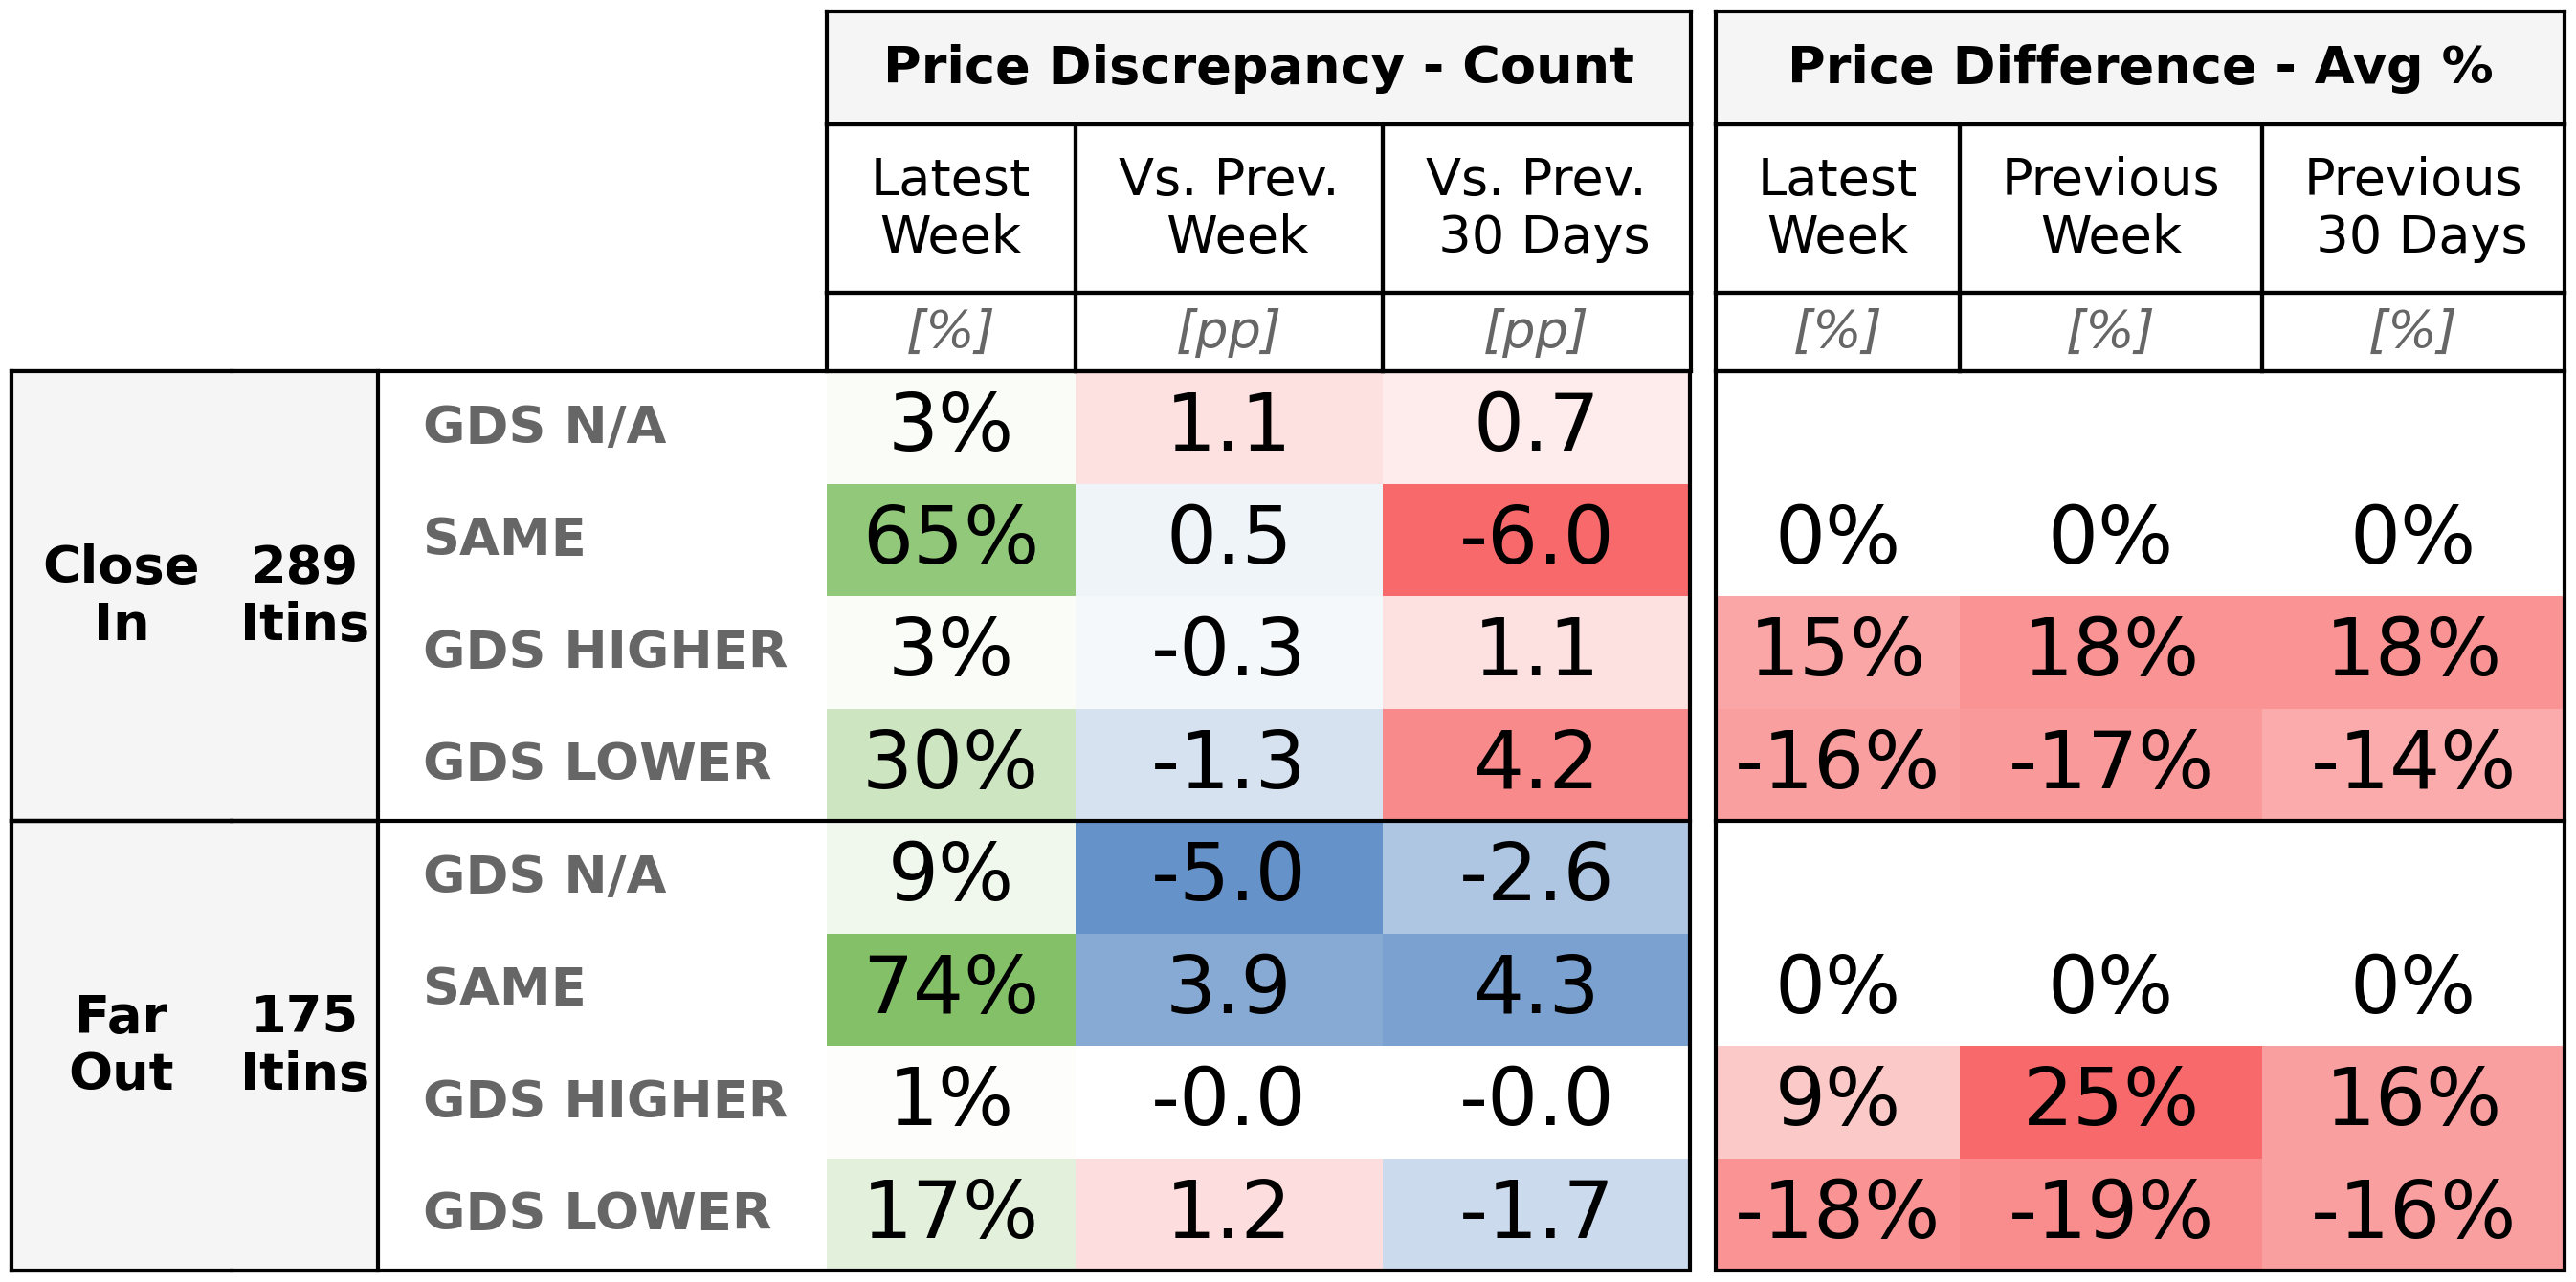 Price Discrepancy - Count Price Difference - Avg %
Latest Week Vs. Prev. Week Vs. Prev. 30 Days Latest Week Previous Week Previous 30 Days
[%] [pp] [pp] [%] [%] [%]
Close In 289 Itins
GDS N/A 3% 1.1 0.7
SAME 65% 0.5 -6.0 0% 0% 0%
GDS HIGHER 3% -0.3 1.1 15% 18% 18%
GDS LOWER 30% -1.3 4.2 -16% -17% -14%
Far Out 175 Itins
GDS N/A 9% -5.0 -2.6
SAME 74% 3.9 4.3 0% 0% 0%
GDS HIGHER 1% -0.0 -0.0 9% 25% 16%
GDS LOWER 17% 1.2 -1.7 -18% -19% -16%